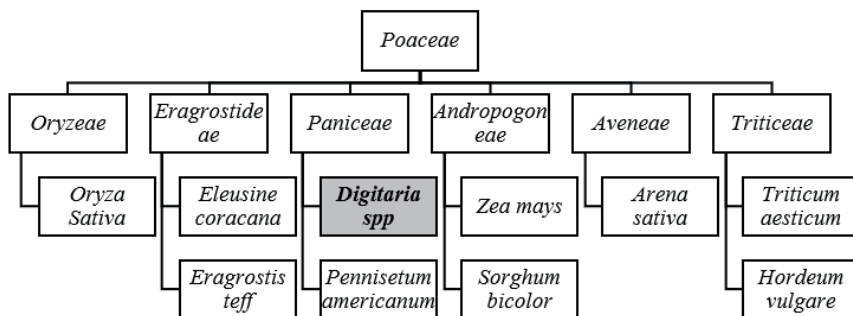 Poaceae
Oryzeae
Eragrostide
ae
Paniceae
Andropogon
eae
Aveneae
Triticeae
Oryza
Sativa
Eleusine
coracana
Digitaria
spp
Zea mays
Arena
sativa
Triticum
aesticum
Eragrostis
teff
Pennisetum
americanum
Sorghum
bicolor
Hordeum
vulgare